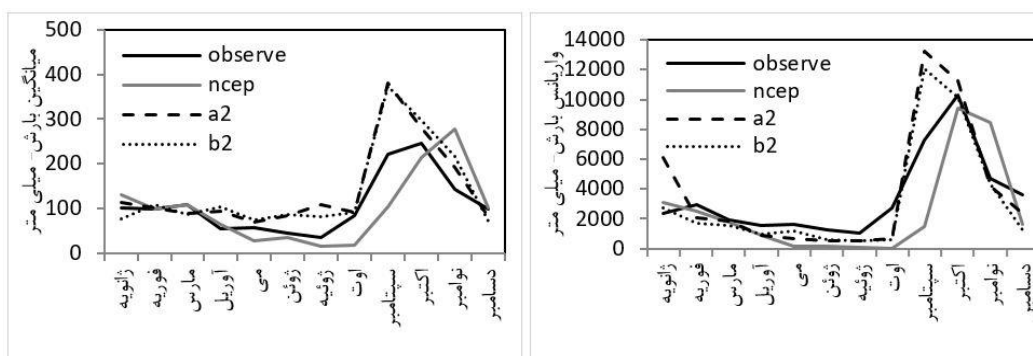 میانگین بارش- میلی متر
500
400
300
200
100
0
observe
ncep
a2
b2
ژانویه
فوریه
مارس
آوریل
می
ژوئن
ژوئیه
اوت
سپتامبر
اکتبر
نوامبر
دسامبر
واریانس بارش- میلی متر
14000
12000
10000
8000
6000
4000
2000
0
observe
ncep
a2
b2
ژانویه
فوریه
مارس
آوریل
می
ژوئن
ژوئیه
اوت
سپتامبر
اکتبر
نوامبر
دسامبر